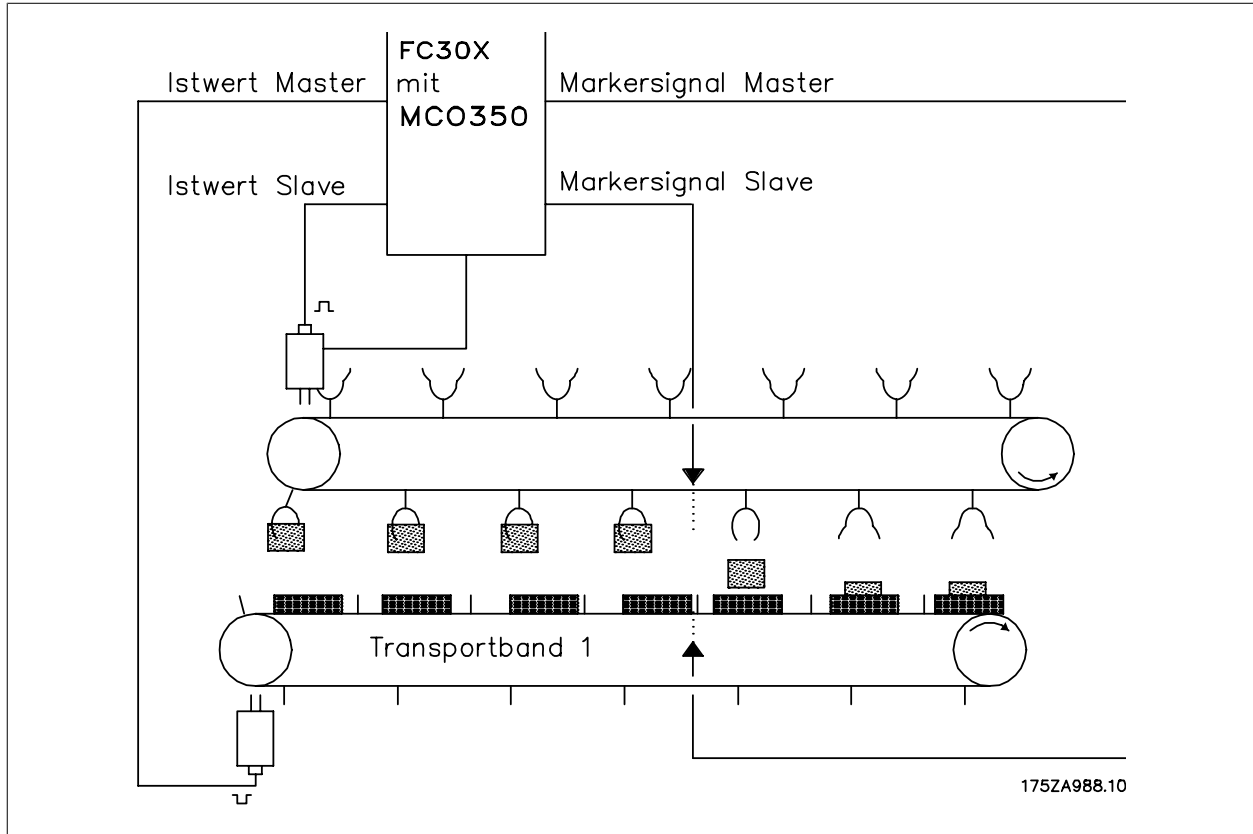 FC30X
Istwert Master
mit
Markersignal Master
MCO350
Istwert Slave
Markersignal Slave
Transportband 1
175ZA988.10